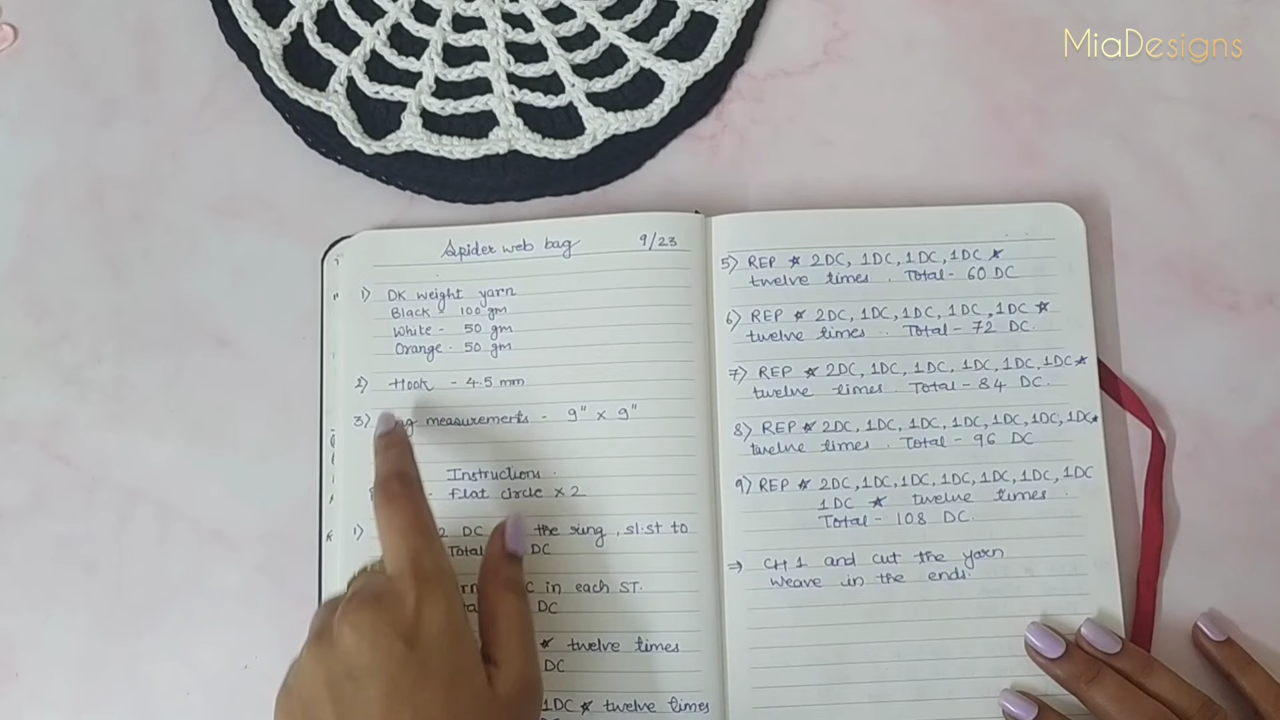 MiaDesigns
Spider web bag 9/23
1) DK weight yarn
Black - 100 gm
White - 50 gm
Orange - 50 gm
2) Hook - 4.5 mm
3) measurements - 9" x 9"
Instructions.
- Flat circle x 2
1) 2 DC the ring, sl.st to
Total DC
in each ST.
DC
★ twelve times
DC
1DC ★ twelve times
5) REP ★ 2DC, 1DC, 1DC, 1DC ★
twelve times. Total - 60 DC
6) REP ★ 2DC, 1DC, 1DC, 1DC, 1DC ★
twelve times. Total - 72 DC.
7) REP ★ 2DC, 1DC, 1DC, 1DC, 1DC, 1DC ★
twelve times. Total - 84 DC.
8) REP ★ 2DC, 1DC, 1DC, 1DC, 1DC, 1DC, 1DC ★
twelve times. Total - 96 DC
9) REP ★ 2DC, 1DC, 1DC, 1DC, 1DC, 1DC, 1DC
1DC ★ twelve times.
Total - 108 DC.
⇒ CH 1 and cut the yarn
Weave in the ends.